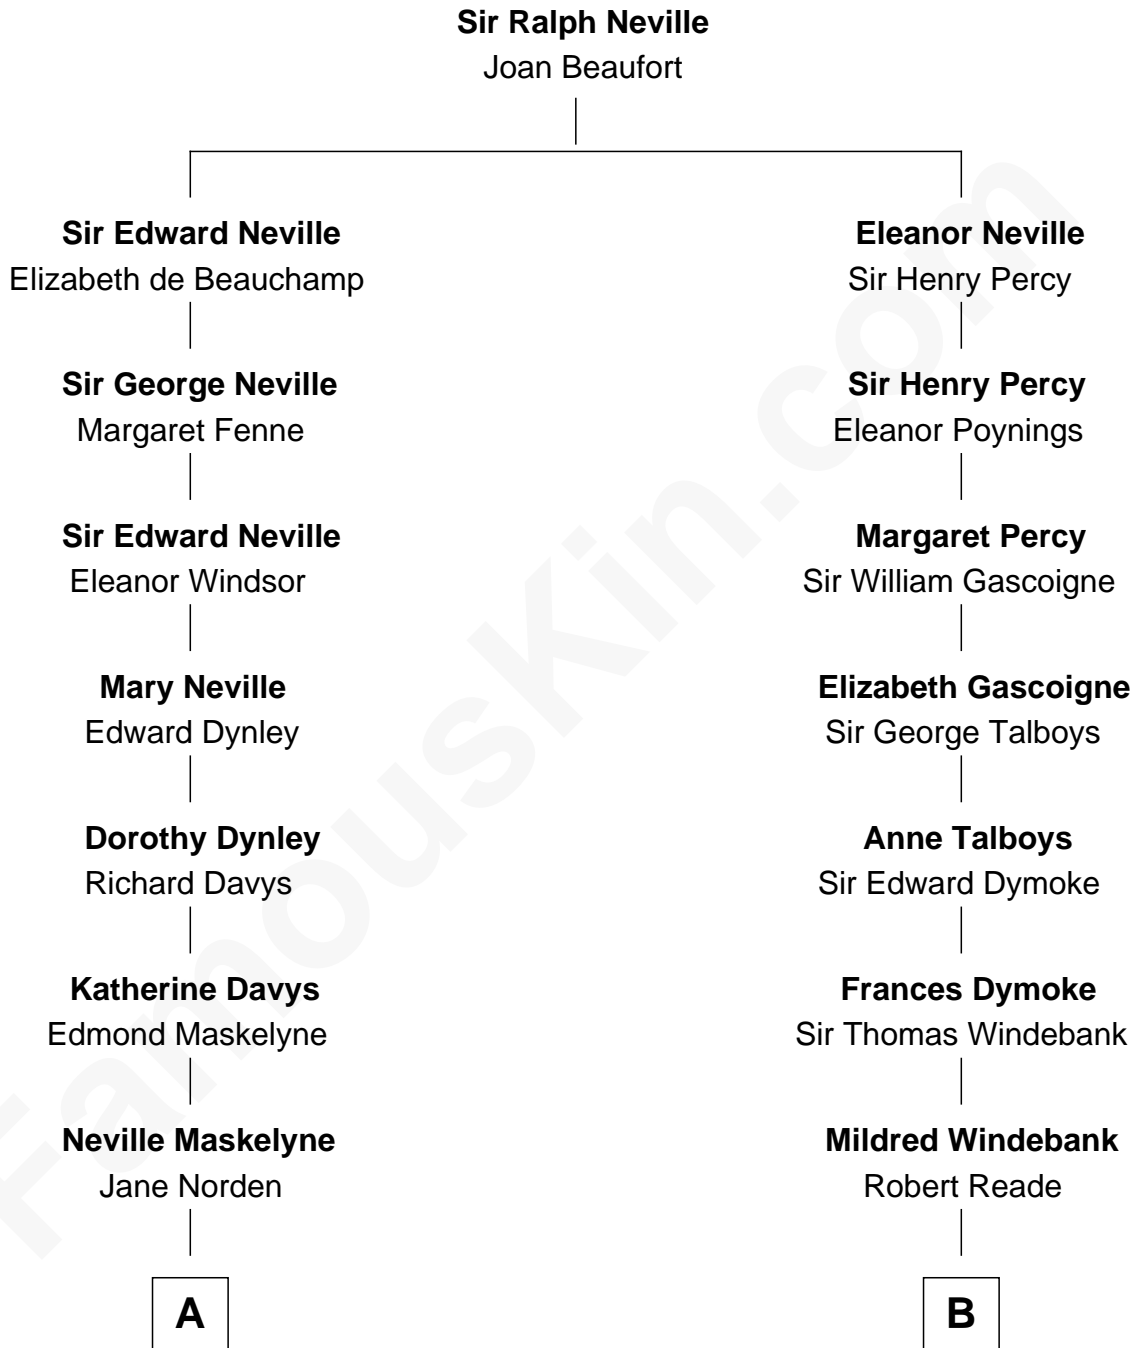 Sir Ralph Neville
Joan Beaufort
Sir Edward Neville
Elizabeth de Beauchamp
Eleanor Neville
Sir Henry Percy
Sir George Neville
Margaret Fenne
Sir Henry Percy
Eleanor Poynings
Sir Edward Neville
Eleanor Windsor
Margaret Percy
Sir William Gascoigne
Mary Neville
Edward Dynley
Elizabeth Gascoigne
Sir George Talboys
Dorothy Dynley
Richard Davys
Anne Talboys
Sir Edward Dymoke
Katherine Davys
Edmond Maskelyne
Frances Dymoke
Sir Thomas Windebank
Neville Maskelyne
Jane Norden
Mildred Windebank
Robert Reade
A
B
FamousKin.com